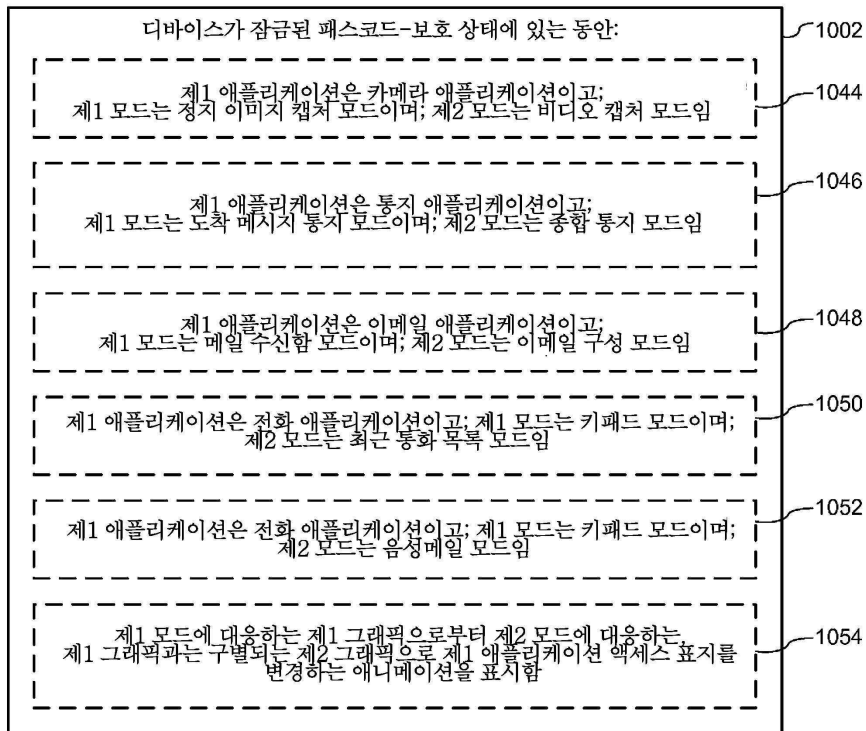 디바이스가 잠금된 패스코드-보호 상태에 있는 동안:
1002
제1 애플리케이션은 카메라 애플리케이션이고;
제1 모드는 정지 이미지 캡처 모드이며; 제2 모드는 비디오 캡처 모드임
1044
제1 애플리케이션은 통지 애플리케이션이고;
제1 모드는 도착 메시지 통지 모드이며; 제2 모드는 종합 통지 모드임
1046
제1 애플리케이션은 이메일 애플리케이션이고;
제1 모드는 메일 수신함 모드이며; 제2 모드는 이메일 구성 모드임
1048
제1 애플리케이션은 전화 애플리케이션이고; 제1 모드는 키패드 모드이며;
제2 모드는 최근 통화 목록 모드임
1050
제1 애플리케이션은 전화 애플리케이션이고; 제1 모드는 키패드 모드이며;
제2 모드는 음성메일 모드임
1052
제1 모드에 대응하는 제1 그래픽으로부터 제2 모드에 대응하는,
제1 그래픽과는 구별되는 제2 그래픽으로 제1 애플리케이션 액세스 표지를
변경하는 애니메이션을 표시함
1054